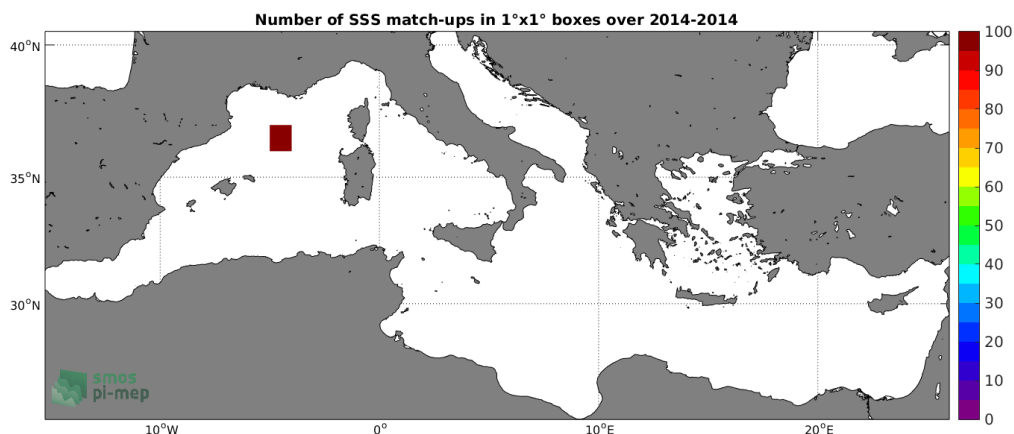 Number of SSS match-ups in 1°x1° boxes over 2014-2014
40°N
35°N
30°N
10°W
0°
10°E
20°E
100
90
80
70
60
50
40
30
20
10
0
smos
pi-mep